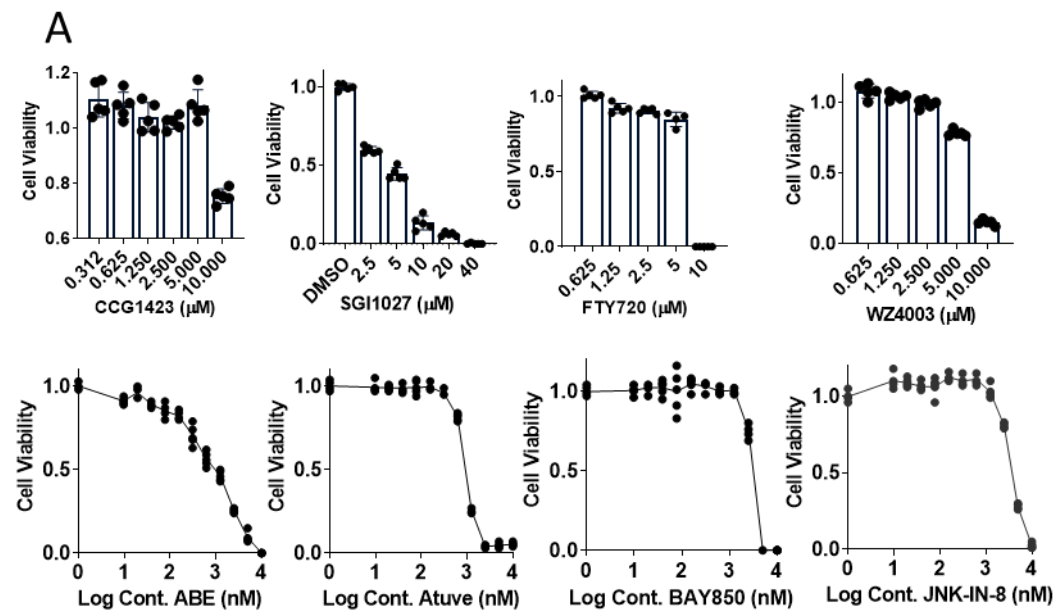 A
Cell Viability
1.2
1.0
0.8
0.6
0.312
0.625
1.250
2.500
5.000
10.000
CCG1423 (μM)
Cell Viability
1.0
0.5
0.0
DMSO
2.5
5
10
20
40
SGI1027 (μM)
Cell Viability
1.0
0.5
0.0
0.625
1.25
2.5
5
10
FTY720 (μM)
Cell Viability
1.0
0.5
0.0
0.625
1.250
2.500
5.000
10.000
WZ4003 (μM)
Cell Viability
1.0
0.5
0.0
0 1 2 3 4
Log Cont. ABE (nM)
Cell Viability
1.0
0.5
0.0
0 1 2 3 4
Log Cont. Atuve (nM)
Cell Viability
1.0
0.5
0.0
0 1 2 3 4
Log Cont. BAY850 (nM)
Cell Viability
1.0
0.5
0.0
0 1 2 3 4
Log Cont. JNK-IN-8 (nM)